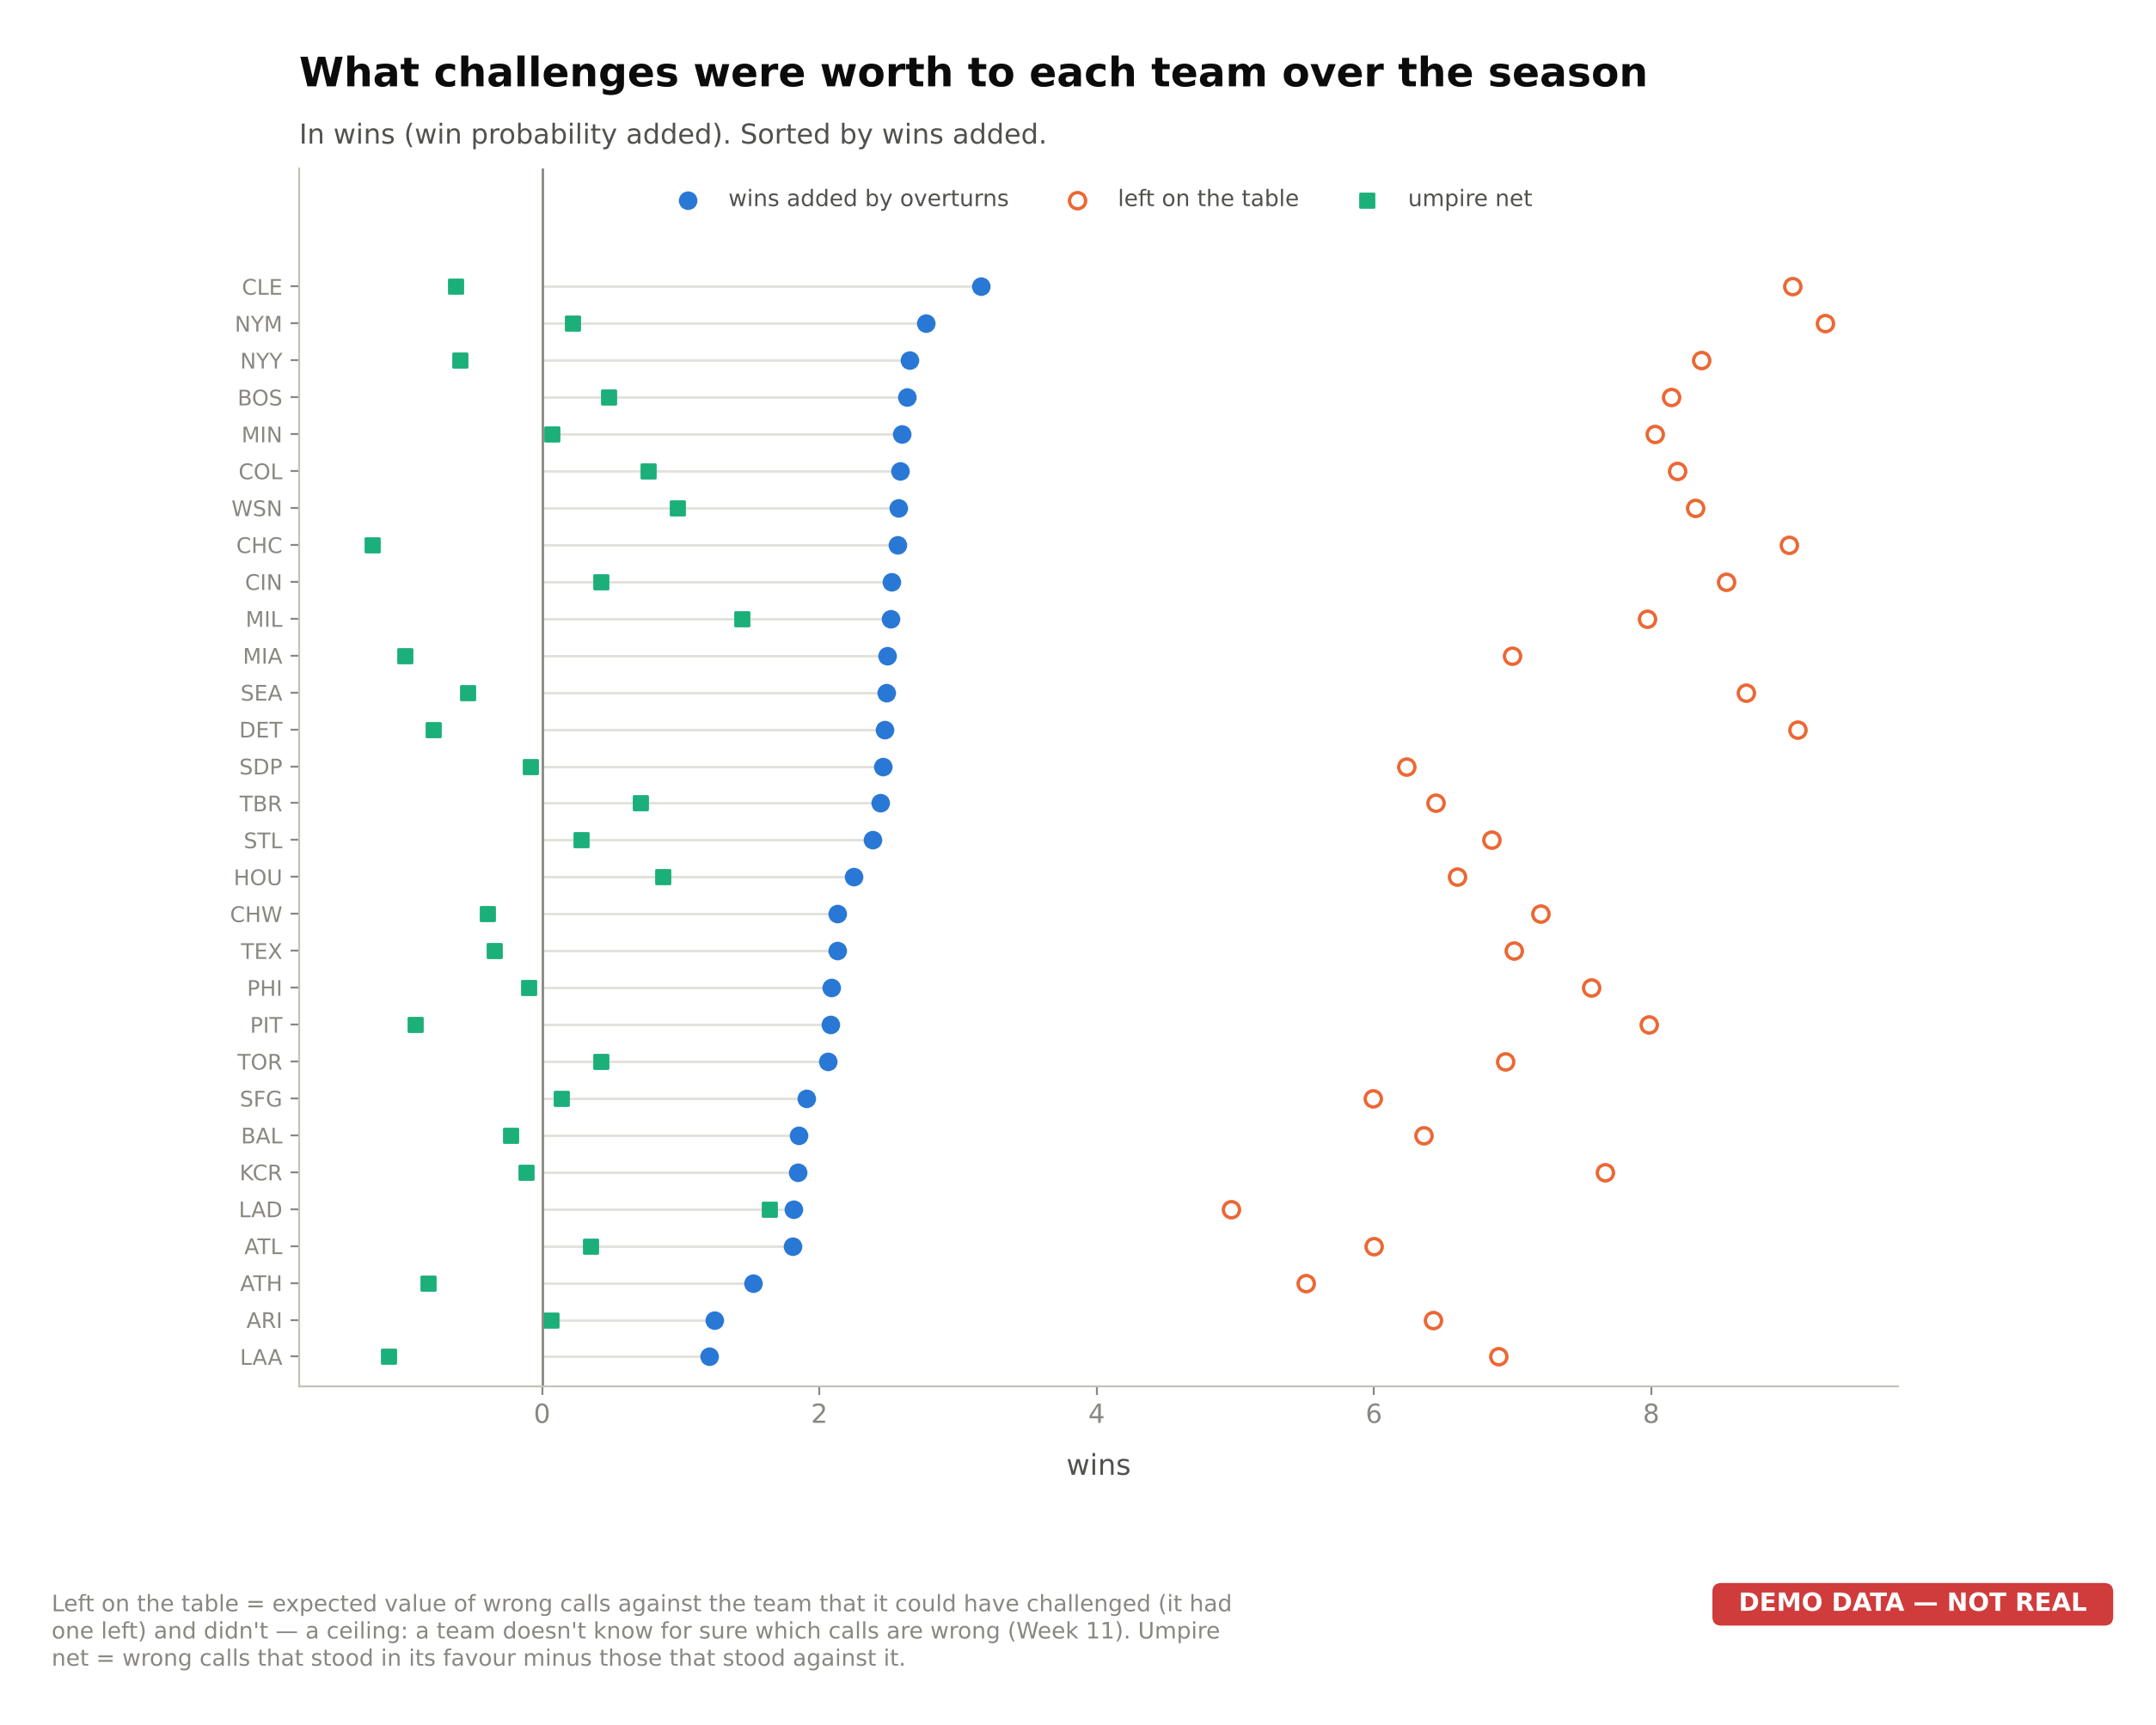 What challenges were worth to each team over the season
In wins (win probability added). Sorted by wins added.
wins added by overturns
left on the table
umpire net
CLE
NYM
NYY
BOS
MIN
COL
WSN
CHC
CIN
MIL
MIA
SEA
DET
SDP
TBR
STL
HOU
CHW
TEX
PHI
PIT
TOR
SFG
BAL
KCR
LAD
ATL
ATH
ARI
LAA
0 2 4 6 8
wins
Left on the table = expected value of wrong calls against the team that it could have challenged (it had
one left) and didn't — a ceiling: a team doesn't know for sure which calls are wrong (Week 11). Umpire
net = wrong calls that stood in its favour minus those that stood against it.
DEMO DATA — NOT REAL